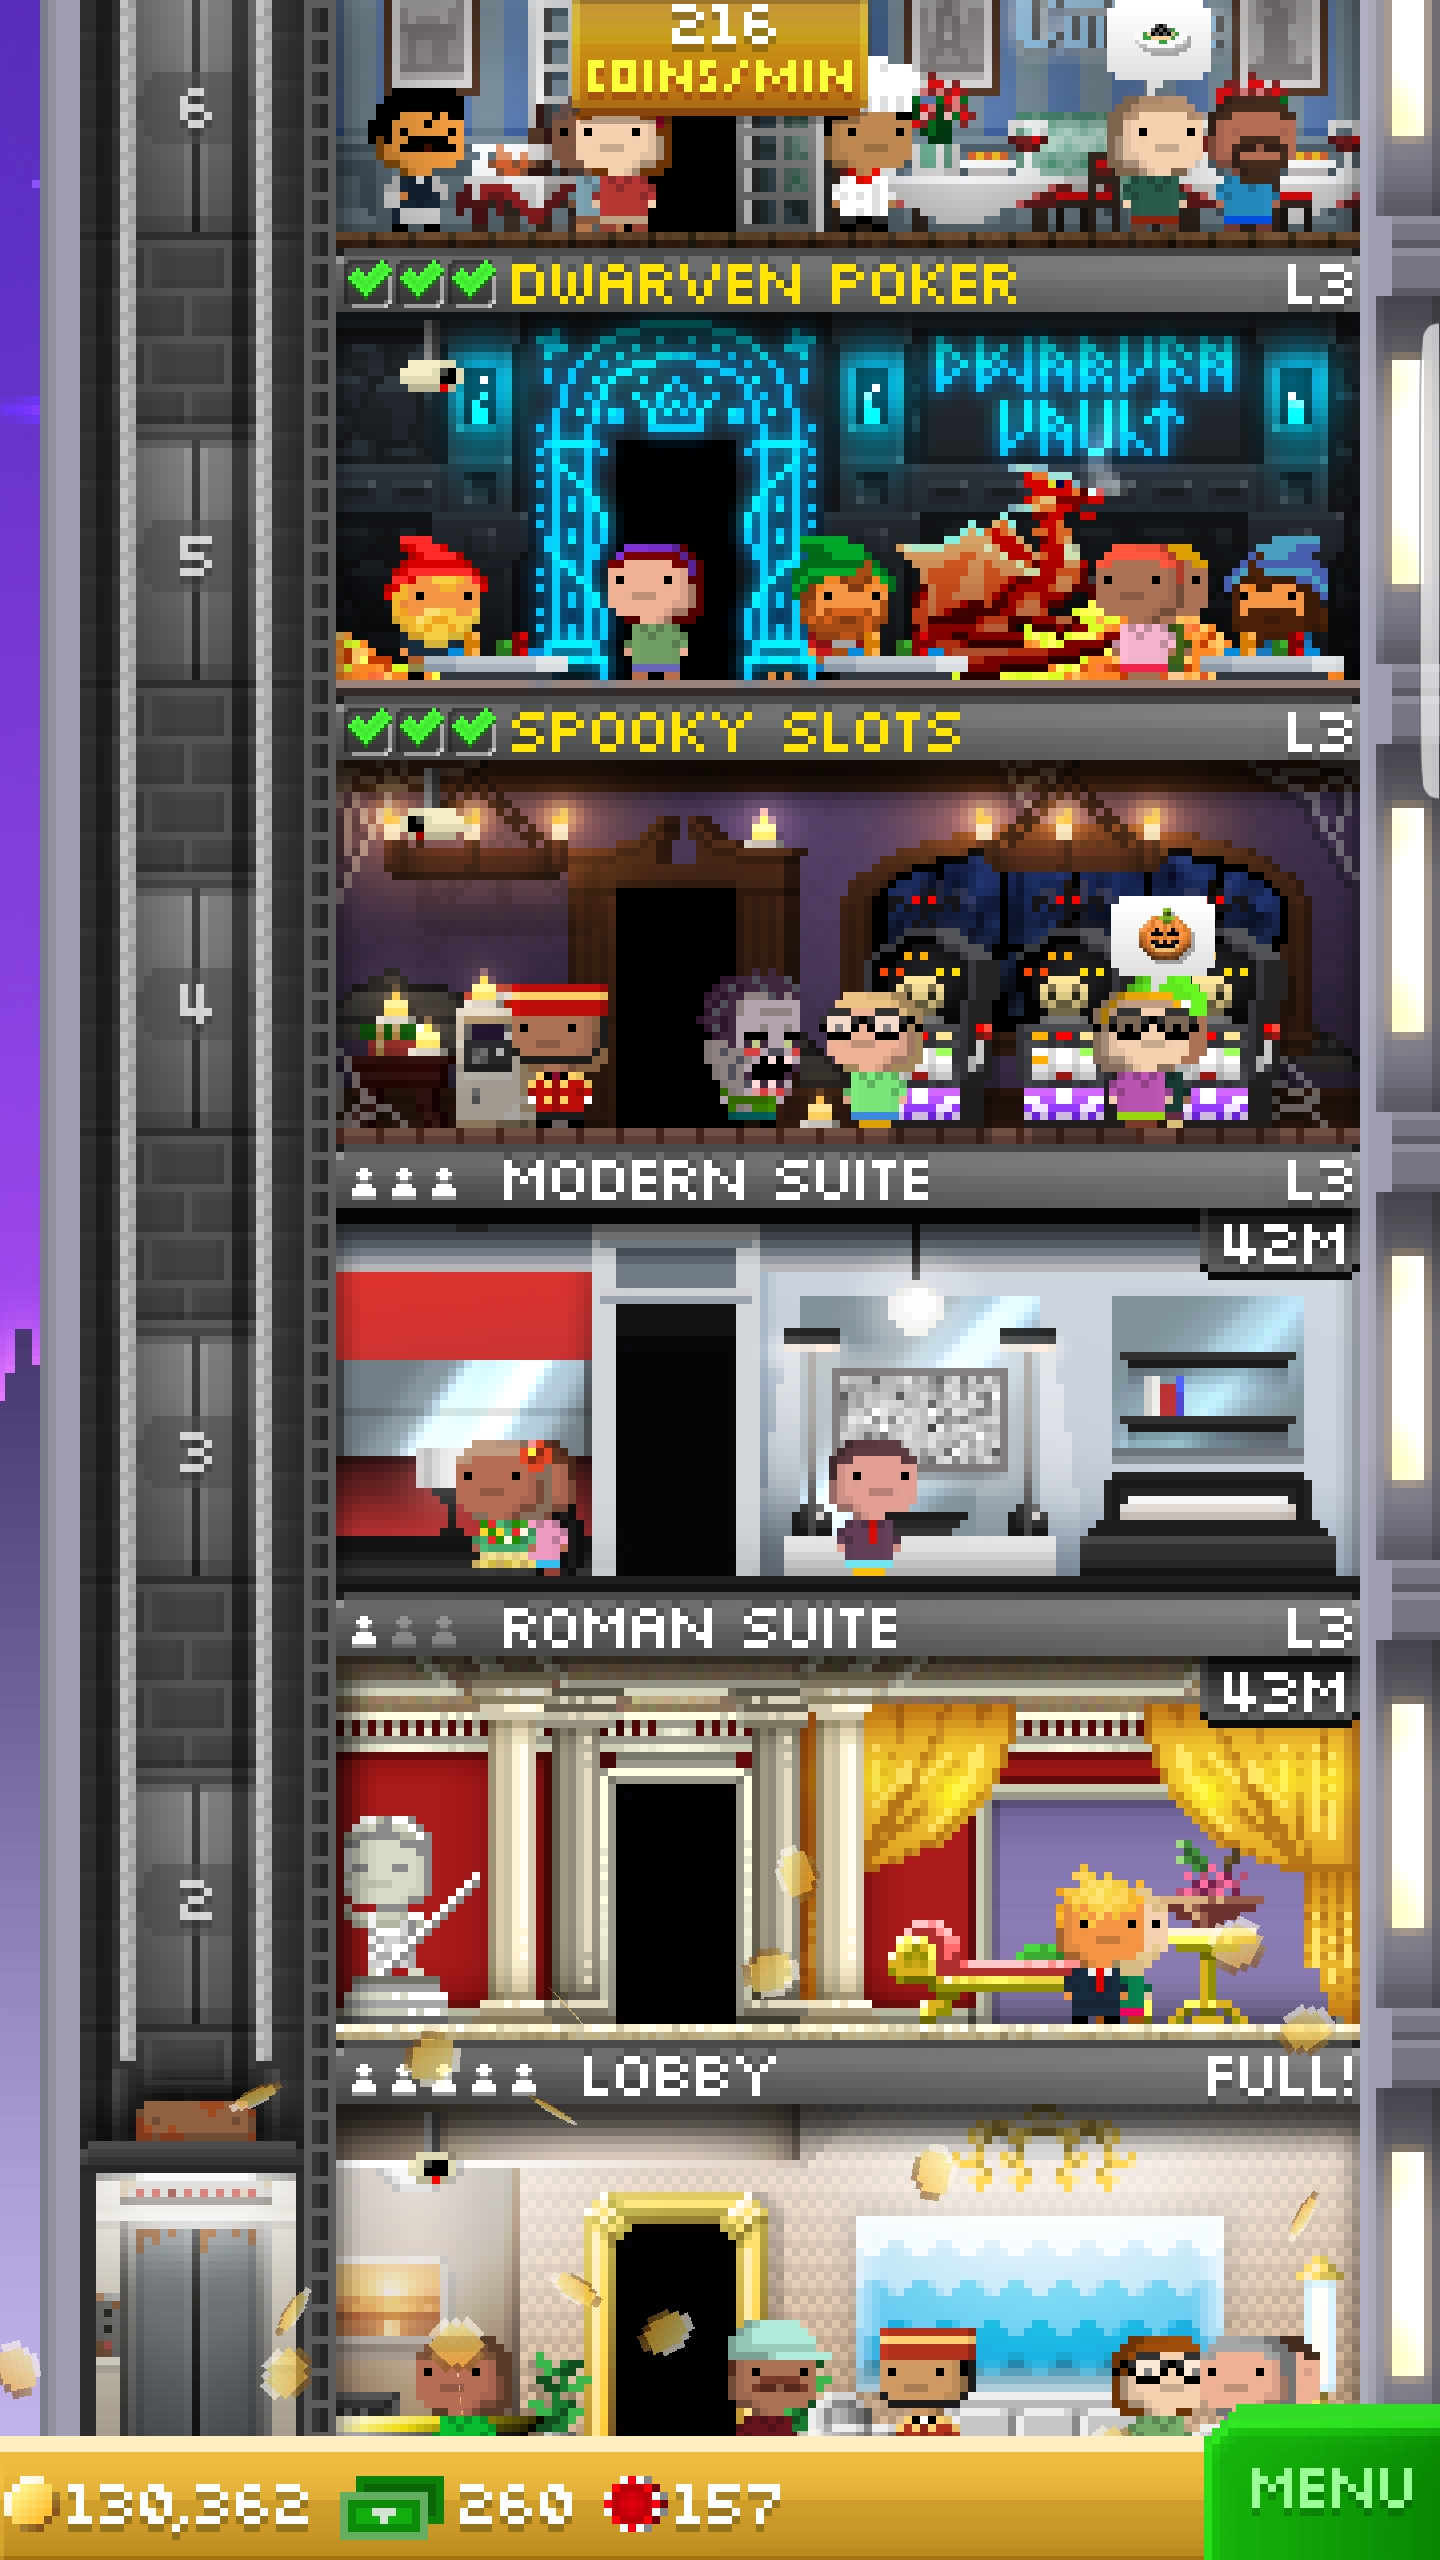 216
COINS/MIN
6
DWARVEN POKER L3
DWARVEN
VAULT
5
SPOOKY SLOTS L3
4
MODERN SUITE L3
42M
3
ROMAN SUITE L3
43M
2
LOBBY FULL!
130,362 260 157
MENU